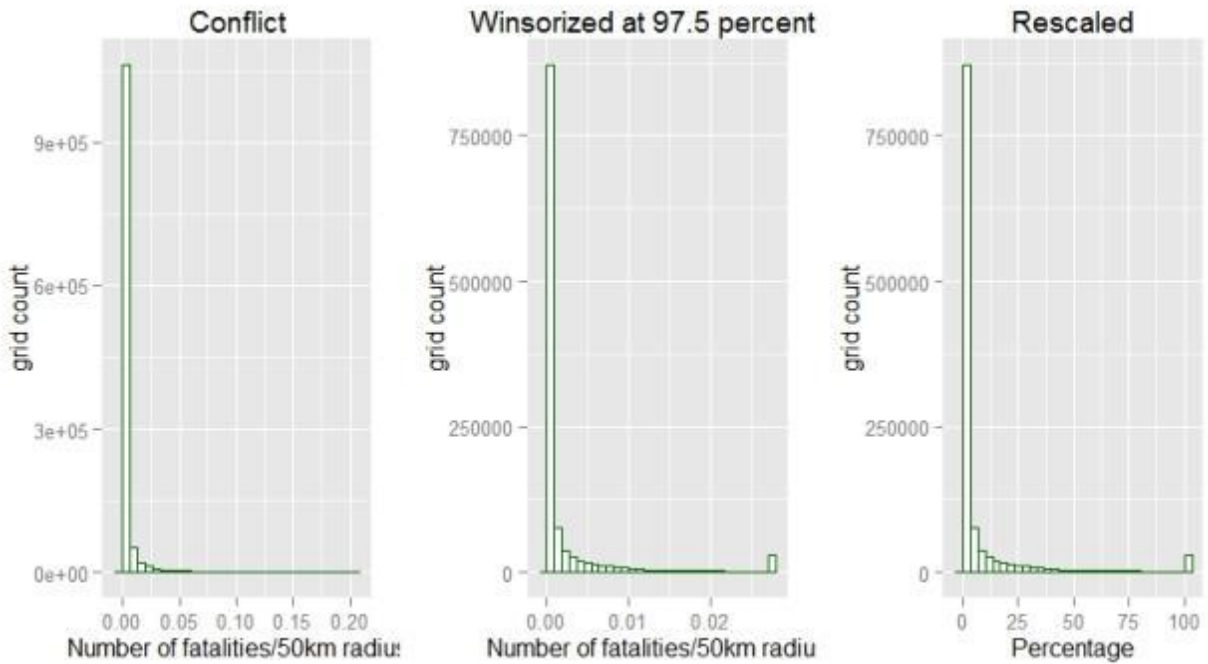 Conflict
9e+05
6e+05
3e+05
0e+00
grid count
0.00 0.05 0.10 0.15 0.20
Number of fatalities/50km radius
Winsorized at 97.5 percent
750000
500000
250000
0
grid count
0.00 0.01 0.02
Number of fatalities/50km radiu
Rescaled
750000
500000
250000
0
grid count
0 25 50 75 100
Percentage